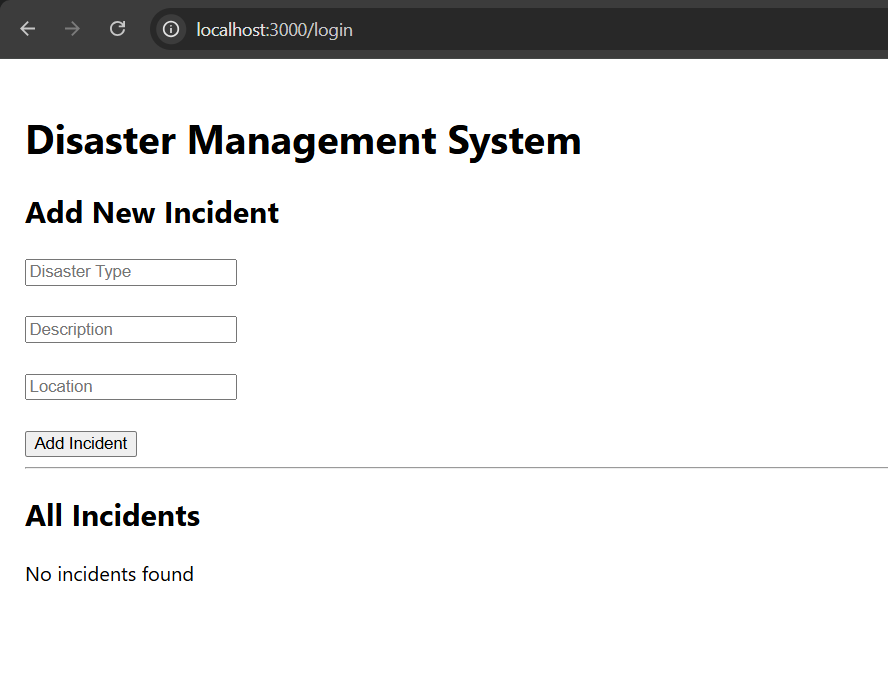 localhost:3000/login
Disaster Management System
Add New Incident
Disaster Type
Description
Location
Add Incident
All Incidents
No incidents found